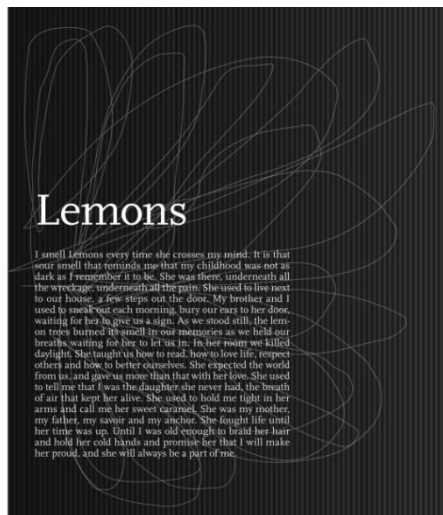 Lemons
I smell Lemons every time she crosses my mind. It is that
sour smell that reminds me that my childhood was not as
dark as I remember it to be. She was there, underneath all
the wreckage, underneath all the pain. She used to live next
to our house, a few steps out the door. My brother and I
used to sneak out each morning, bury our ears to her door,
waiting for her to give us a sign. As we stood still, the lem-
on trees burned its smell in our memories as we held our
breaths waiting for her to let us in. In her room we killed
daylight. She taught us how to read, how to love life, respect
others and how to better ourselves. She expected the world
from us, and gave us more than that with her love. She used
to tell me that I was the daughter she never had, the breath
of air that kept her alive. She used to hold me tight in her
arms and call me her sweet caramel. She was my mother,
my father, my savoir and my anchor. She fought life until
her time was up. Until I was old enough to braid her hair
and hold her cold hands and promise her that I will make
her proud, and she will always be a part of me.